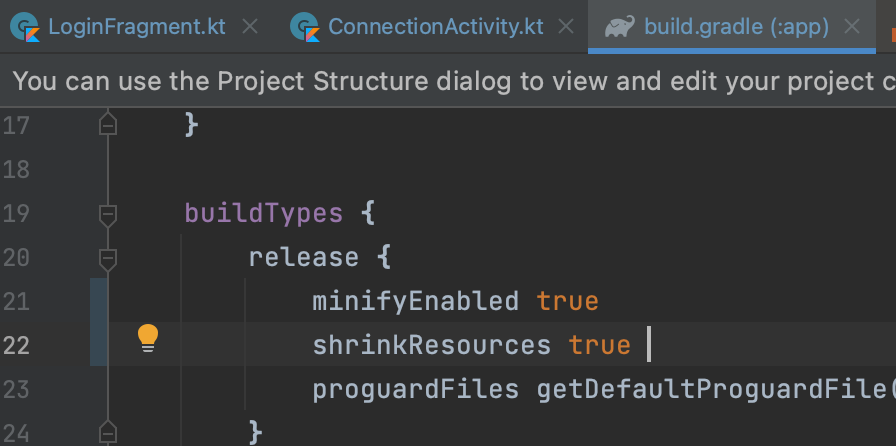 LoginFragment.kt ConnectionActivity.kt build.gradle (:app)
You can use the Project Structure dialog to view and edit your project c
17 }
18
19 buildTypes {
20 release {
21 minifyEnabled true
22 shrinkResources true
23 proguardFiles getDefaultProguardFile(
24 }